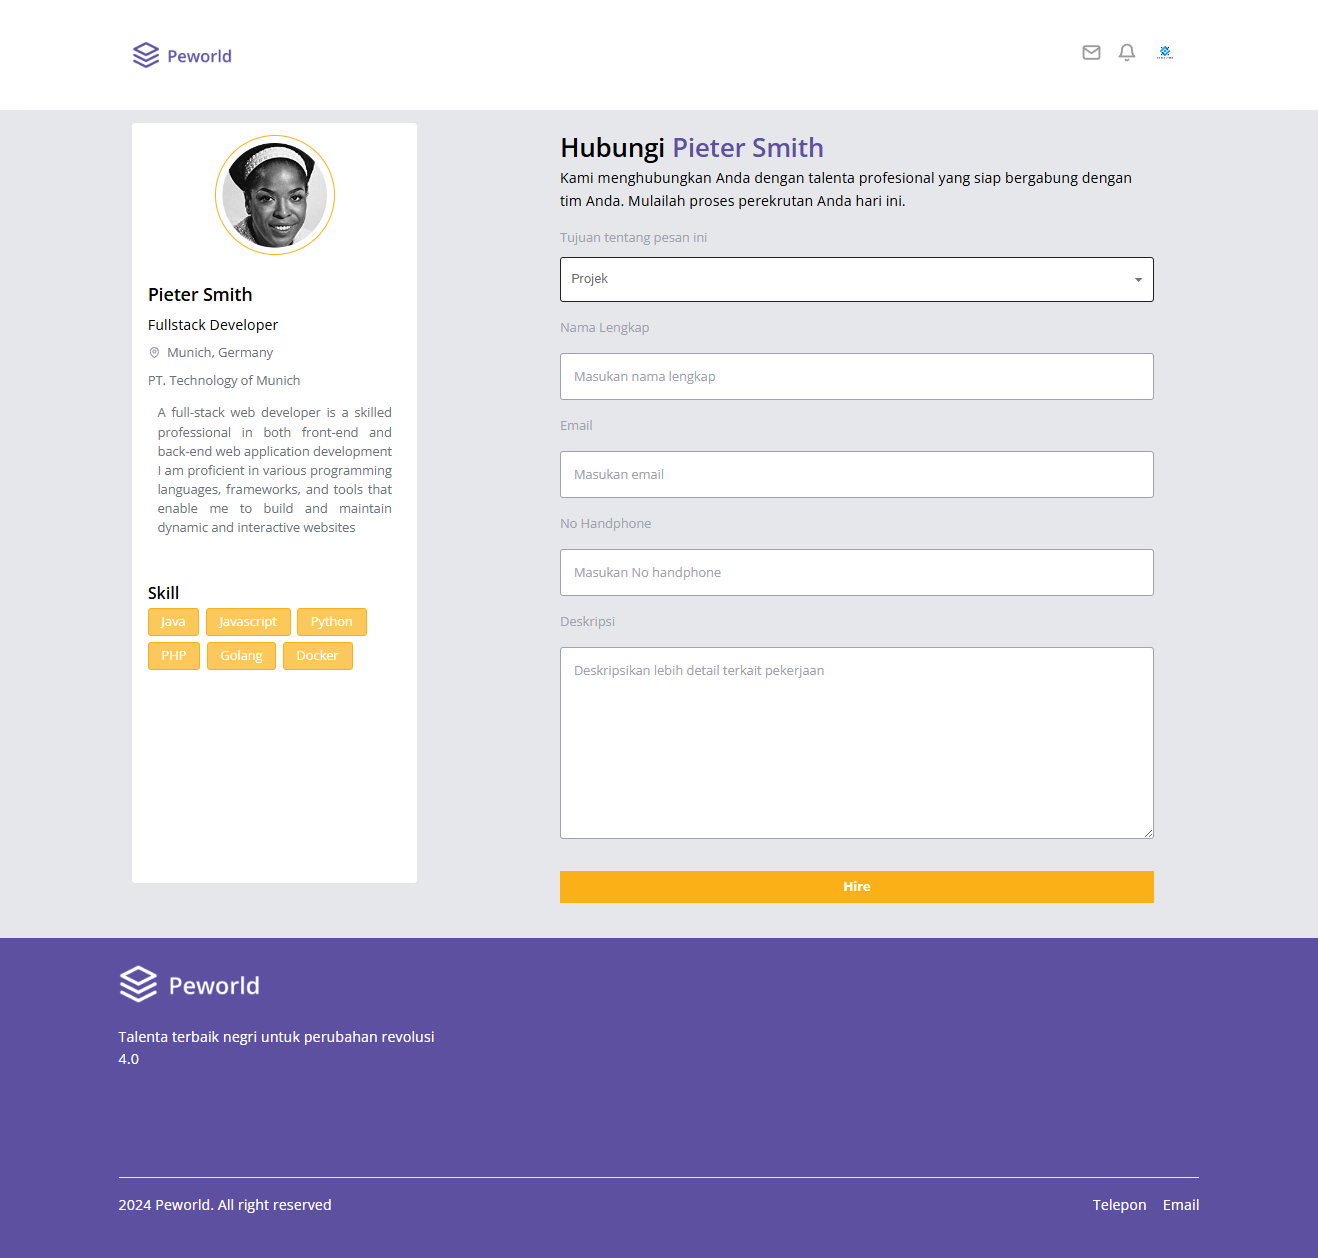 Peworld
Pieter Smith
Fullstack Developer
Munich, Germany
PT. Technology of Munich
A full-stack web developer is a skilled
professional in both front-end and
back-end web application development
I am proficient in various programming
languages, frameworks, and tools that
enable me to build and maintain
dynamic and interactive websites
Skill
Java Javascript Python
PHP Golang Docker
Hubungi Pieter Smith
Kami menghubungkan Anda dengan talenta profesional yang siap bergabung dengan
tim Anda. Mulailah proses perekrutan Anda hari ini.
Tujuan tentang pesan ini
Projek
Nama Lengkap
Masukan nama lengkap
Email
Masukan email
No Handphone
Masukan No handphone
Deskripsi
Deskripsikan lebih detail terkait pekerjaan
Hire
Peworld
Talenta terbaik negri untuk perubahan revolusi
4.0
2024 Peworld. All right reserved
Telepon Email